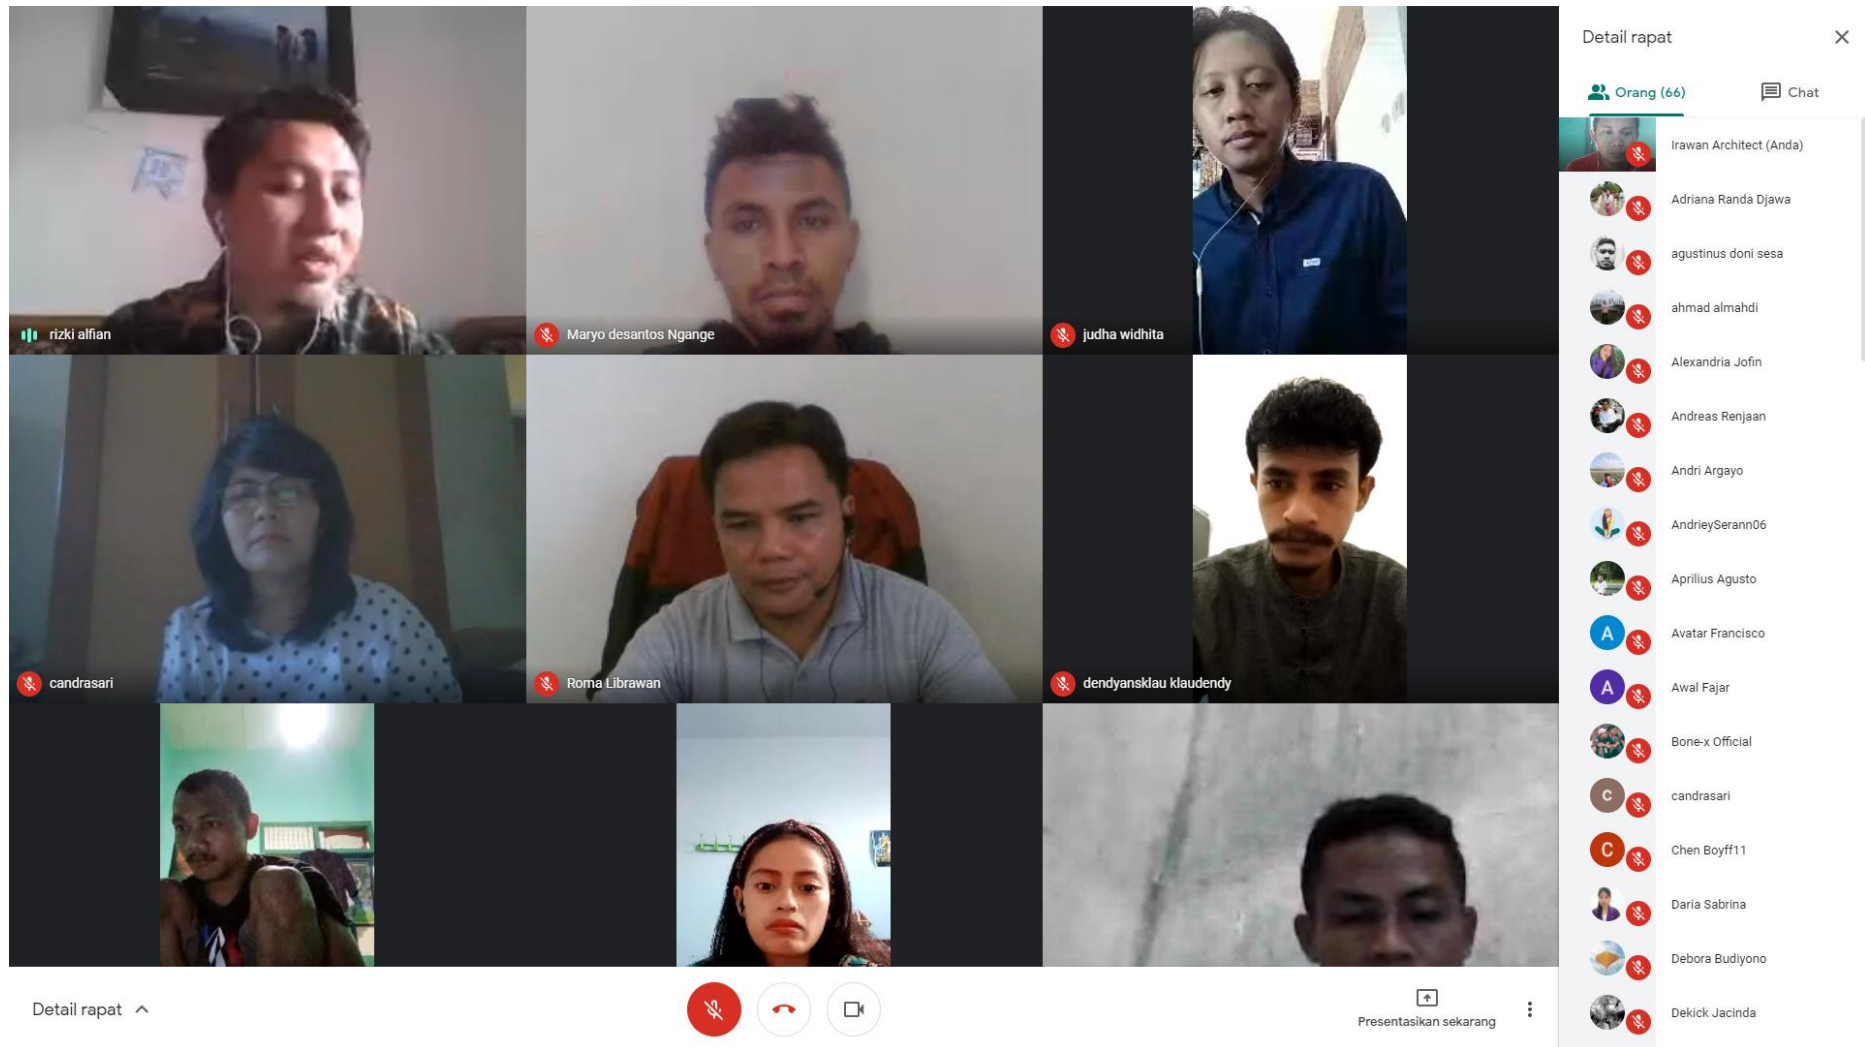 rizki alfian
Maryo desantos Ngange
judha widhita
candrasari
Roma Librawan
dendyansklau klaudendy
Detail rapat
Presentasikan sekarang
Detail rapat
Orang (66)
Chat
Irawan Architect (Anda)
Adriana Randa Djawa
agustinus doni sesa
ahmad almahdi
Alexandria Jofin
Andreas Renjaan
Andri Argayo
AndrieySerann06
Aprilius Agusto
A
Avatar Francisco
A
Awal Fajar
Bone-x Official
c
candrasari
C
Chen Boyff11
Daria Sabrina
Debora Budiyono
Dekick Jacinda